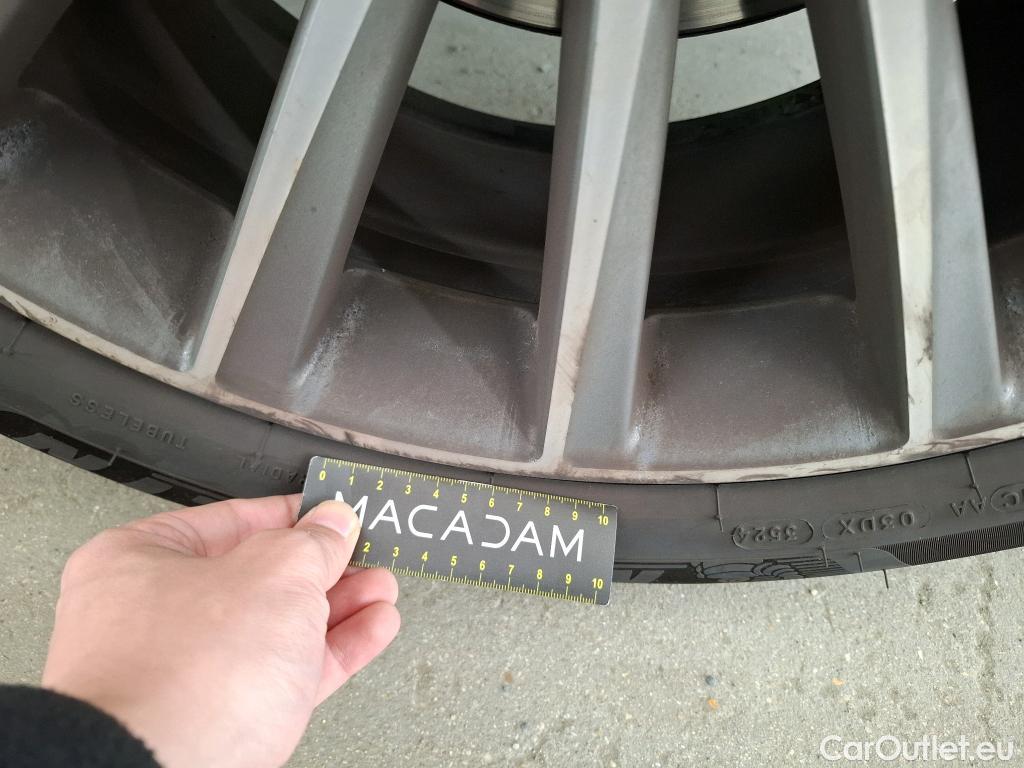 TUBELESS
RADIAL
0 1 2 3 4 5 6 7 8 9 10
MACADAM
2 3 4 5 6 7 8 9 10
3524
05DX
AA
CarOutlet.eu